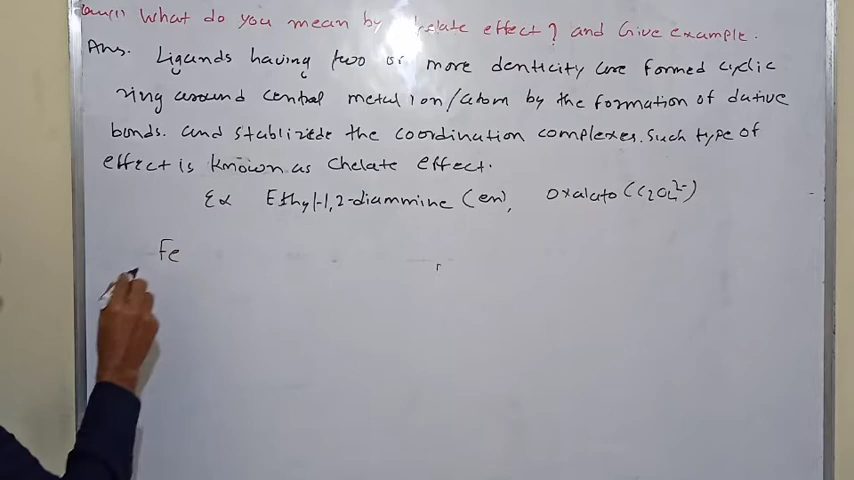 What do you mean by Chelate effect? and Give example.
Ans. Ligands having two or more denticity are formed cyclic
ring around central metal ion/atom by the formation of dative
bonds. and stablizede the coordination complexes. Such type of
effect is known as Chelate effect.
Ex Ethyl-1,2-diammine (en), Oxalato (C2O4^2-)
Fe